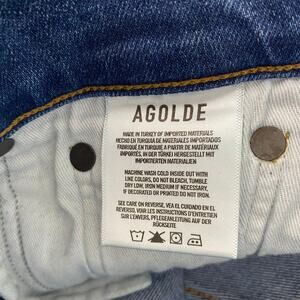 AGOLDE
MADE IN TURKEY OF IMPORTED MATERIALS
HECHO EN TURQUÍA DE MATERIALES IMPORTADOS
FABRIQUÉ EN TURQUIE A PARTIR DE MATÉRIAUX
IMPORTÉS, IN DER TÜRKEI HERGESTELLT MIT
IMPORTIERTEN MATERIALIEN
MACHINE WASH COLD INSIDE OUT WITH
LIKE COLORS, DO NOT BLEACH, TUMBLE
DRY LOW, IRON MEDIUM IF NECESSARY,
IF DECORATED OR PRINTED DO NOT IRON.
SEE CARE ON REVERSE, VEA EL CUIDADO EN EL
REVERSO, VOIR LES INSTRUCTIONS D'ENTRETIEN
SUR L'ENVERS, PFLEGEANLEITUNG AUF DER
RÜCKSEITE